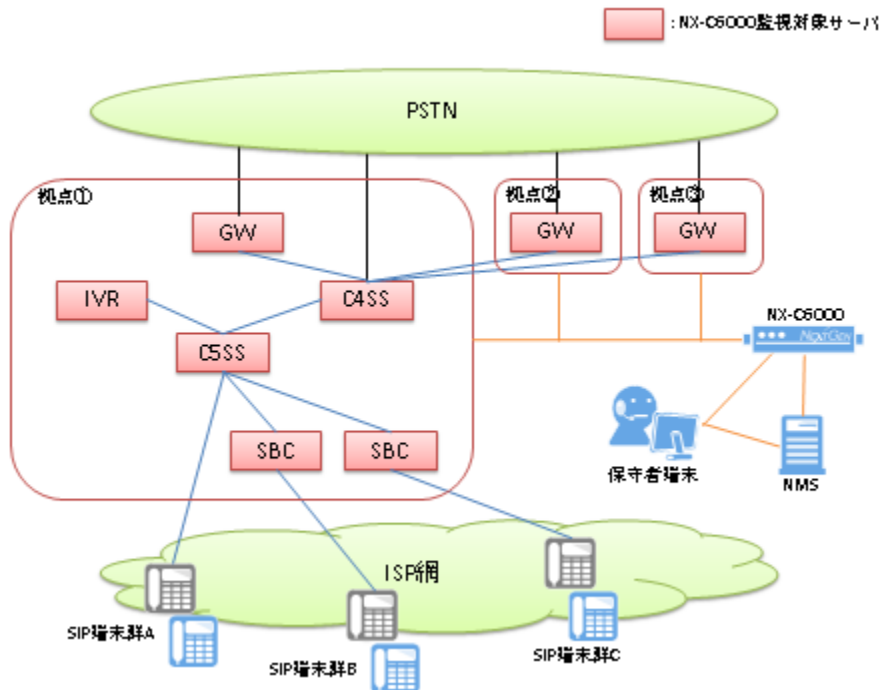 :NX-C6000監視対象サーバ
PSTN
拠点①
拠点②
拠点③
GW
GW
GW
IVR
C4SS
NX-C6000
C5SS
SBC
SBC
保守者端末
NMS
ISP網
SIP端末群A
SIP端末群B
SIP端末群C